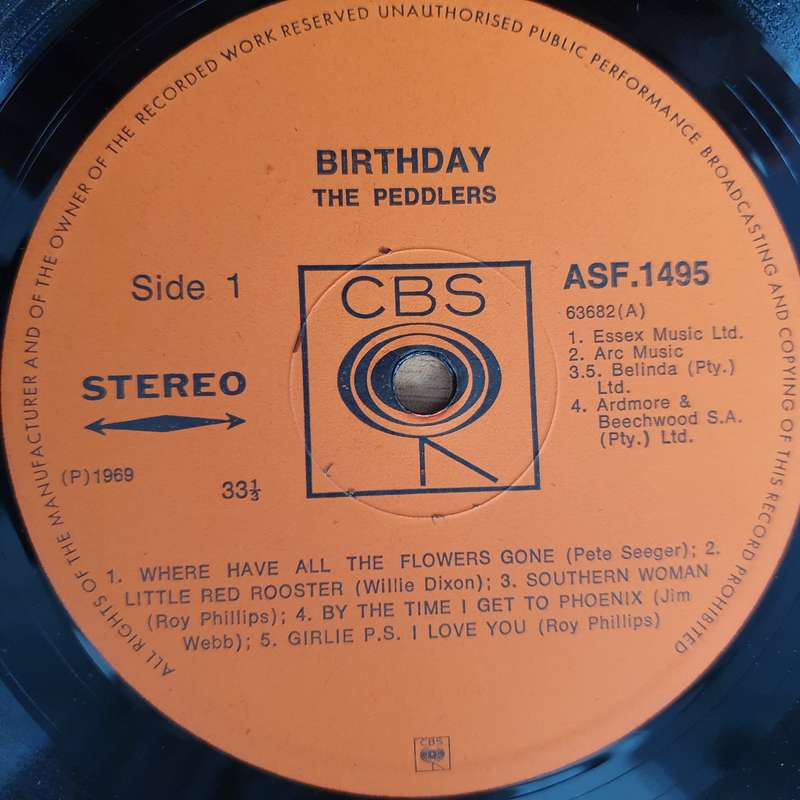 ALL RIGHTS OF THE MANUFACTURER AND OF THE OWNER OF THE RECORDED WORK RESERVED UNAUTHORISED PUBLIC PERFORMANCE BROADCASTING AND COPYING OF THIS RECORD PROHIBITED
BIRTHDAY
THE PEDDLERS
Side 1
CBS
ASF.1495
63682(A)
1. Essex Music Ltd.
2. Arc Music
3.5. Belinda (Pty.)
Ltd.
4. Ardmore &
Beechwood S.A.
(Pty.) Ltd.
STEREO
(P)1969
33⅓
1. WHERE HAVE ALL THE FLOWERS GONE (Pete Seeger); 2.
LITTLE RED ROOSTER (Willie Dixon); 3. SOUTHERN WOMAN
(Roy Phillips); 4. BY THE TIME I GET TO PHOENIX (Jim
Webb); 5. GIRLIE P.S. I LOVE YOU (Roy Phillips)
CBS